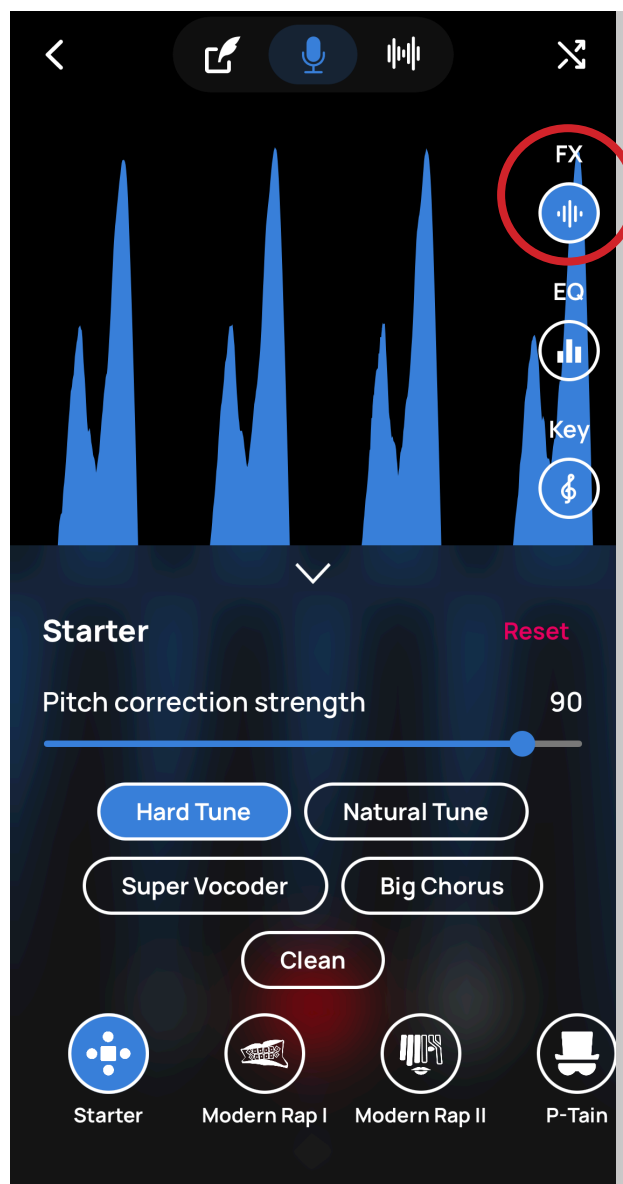 FX
EQ
Key
Starter Reset
Pitch correction strength 90
Hard Tune Natural Tune
Super Vocoder Big Chorus
Clean
Starter Modern Rap I Modern Rap II P-Tain